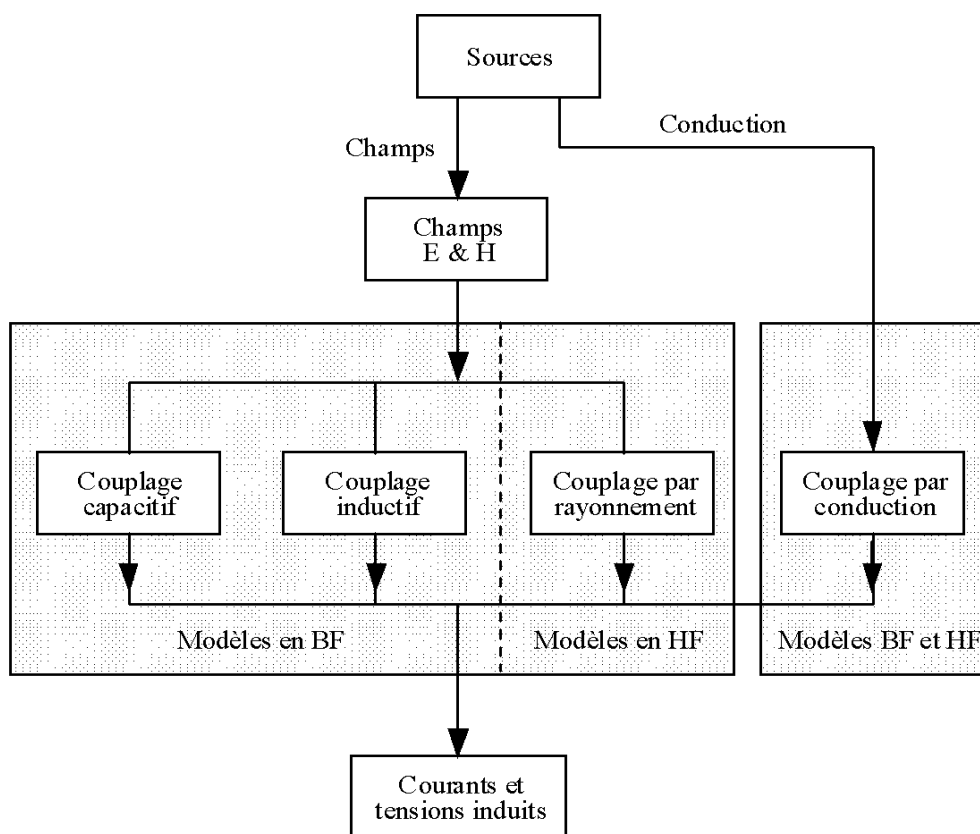 Sources
Conduction
Champs
Champs
E & H
Couplage
capacitif
Couplage
inductif
Couplage par
rayonnement
Couplage par
conduction
Modèles en BF
Modèles en HF
Modèles BF et HF
Courants et
tensions induits